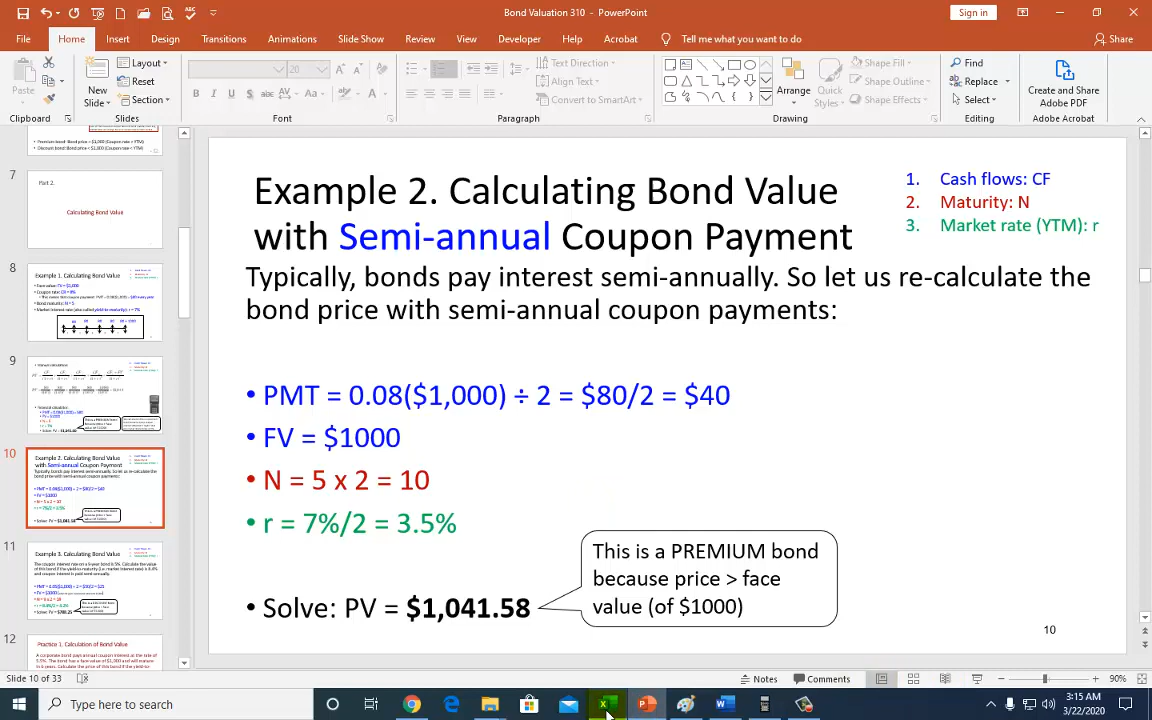 Bond Valuation 310 - PowerPoint
Sign in
File Home Insert Design Transitions Animations Slide Show Review View Developer Help Acrobat Tell me what you want to do Share
Paste
New Slide
Layout
Reset
Section
20
B I U S abc AV Aa A
Text Direction
Align Text
Convert to SmartArt
Arrange
Quick Styles
Shape Fill
Shape Outline
Shape Effects
Find
Replace
Select
Create and Share Adobe PDF
Clipboard Slides Font Paragraph Drawing Editing Adobe Acrobat
7
Part 2.
Calculating Bond Value
8
Example 1. Calculating Bond Value
9
10
Example 2. Calculating Bond Value
with Semi-annual Coupon Payment
11
Example 3. Calculating Bond Value
12
Practice 1. Calculation of Bond Value
Example 2. Calculating Bond Value
with Semi-annual Coupon Payment
1. Cash flows: CF
2. Maturity: N
3. Market rate (YTM): r
Typically, bonds pay interest semi-annually. So let us re-calculate the
bond price with semi-annual coupon payments:
• PMT = 0.08($1,000) ÷ 2 = $80/2 = $40
• FV = $1000
• N = 5 x 2 = 10
• r = 7%/2 = 3.5%
• Solve: PV = $1,041.58
This is a PREMIUM bond
because price > face
value (of $1000)
10
Slide 10 of 33
Notes Comments
90%
Type here to search
3:15 AM
3/22/2020